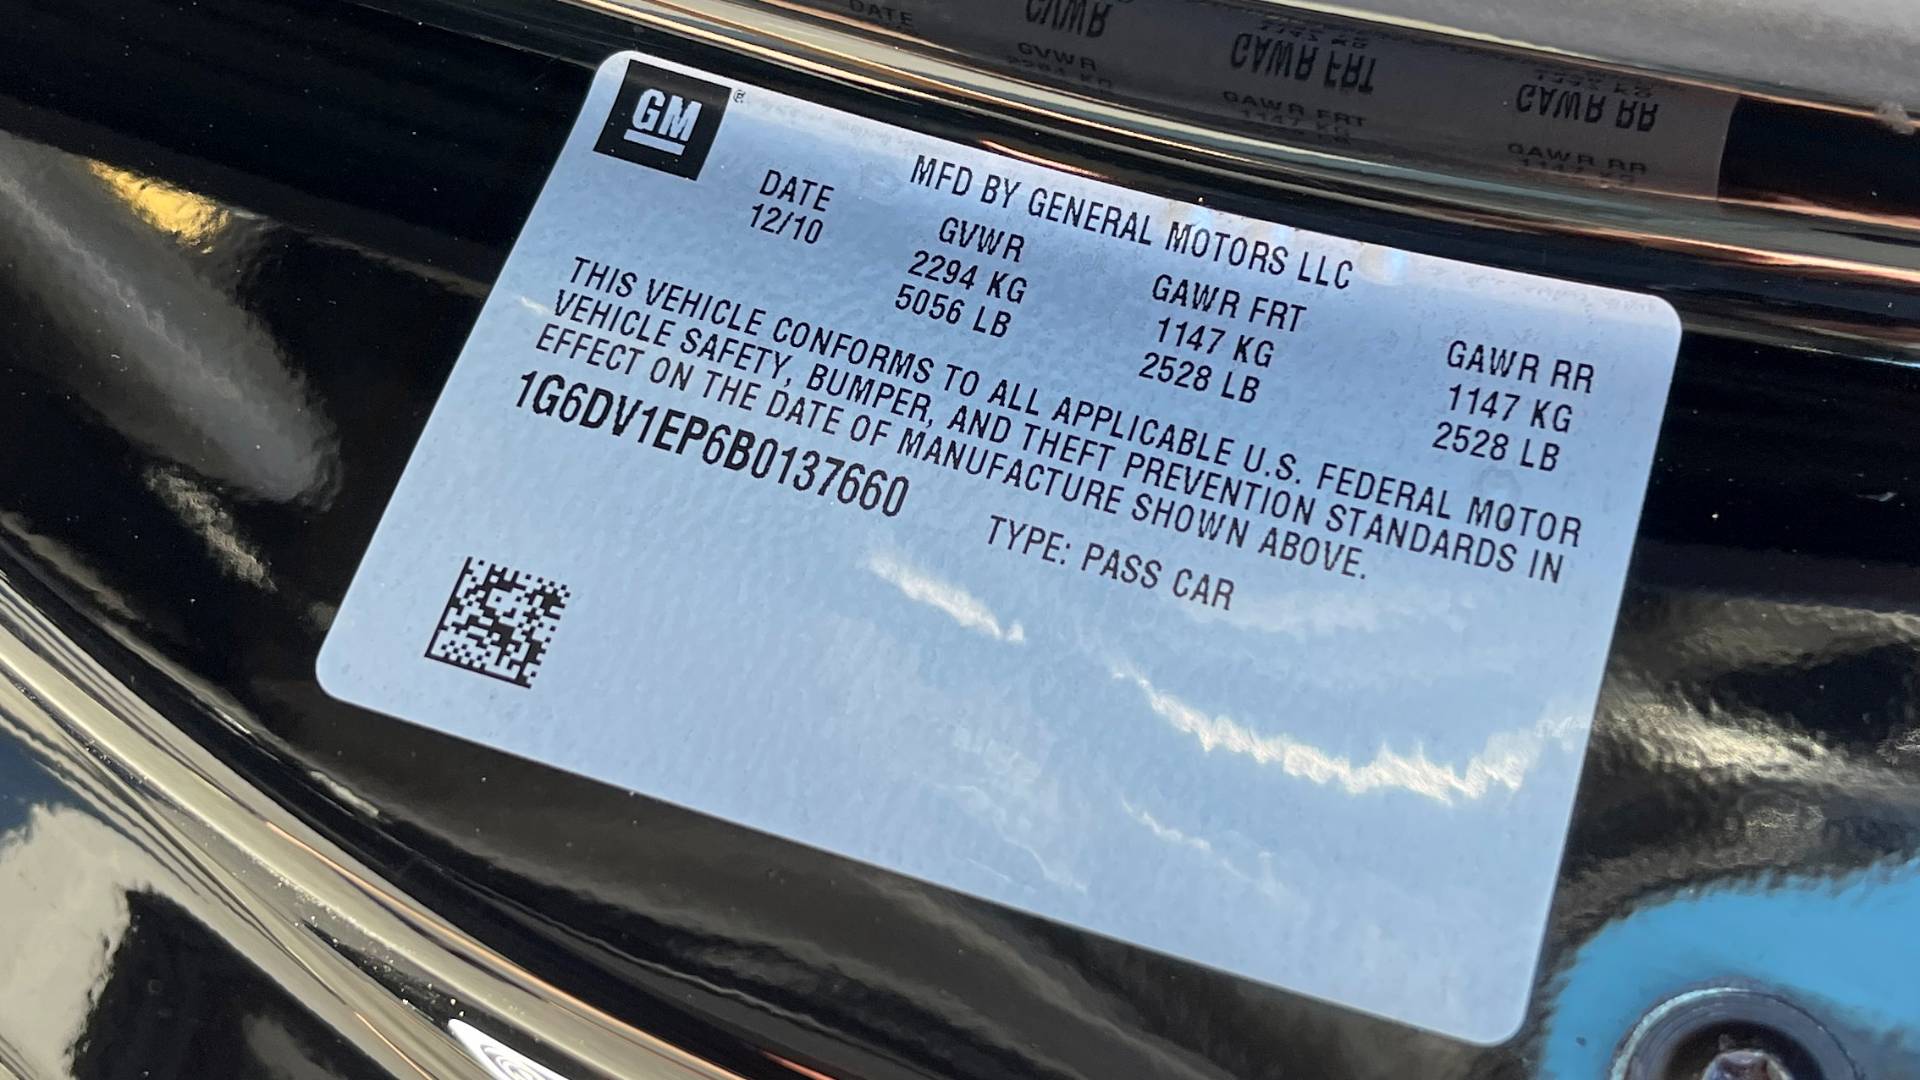 GM®
MFD BY GENERAL MOTORS LLC
DATE GVWR GAWR FRT GAWR RR
12/10 2294 KG 1147 KG 1147 KG
5056 LB 2528 LB 2528 LB
THIS VEHICLE CONFORMS TO ALL APPLICABLE U.S. FEDERAL MOTOR
VEHICLE SAFETY, BUMPER, AND THEFT PREVENTION STANDARDS IN
EFFECT ON THE DATE OF MANUFACTURE SHOWN ABOVE.
1G6DV1EP6B0137660 TYPE: PASS CAR